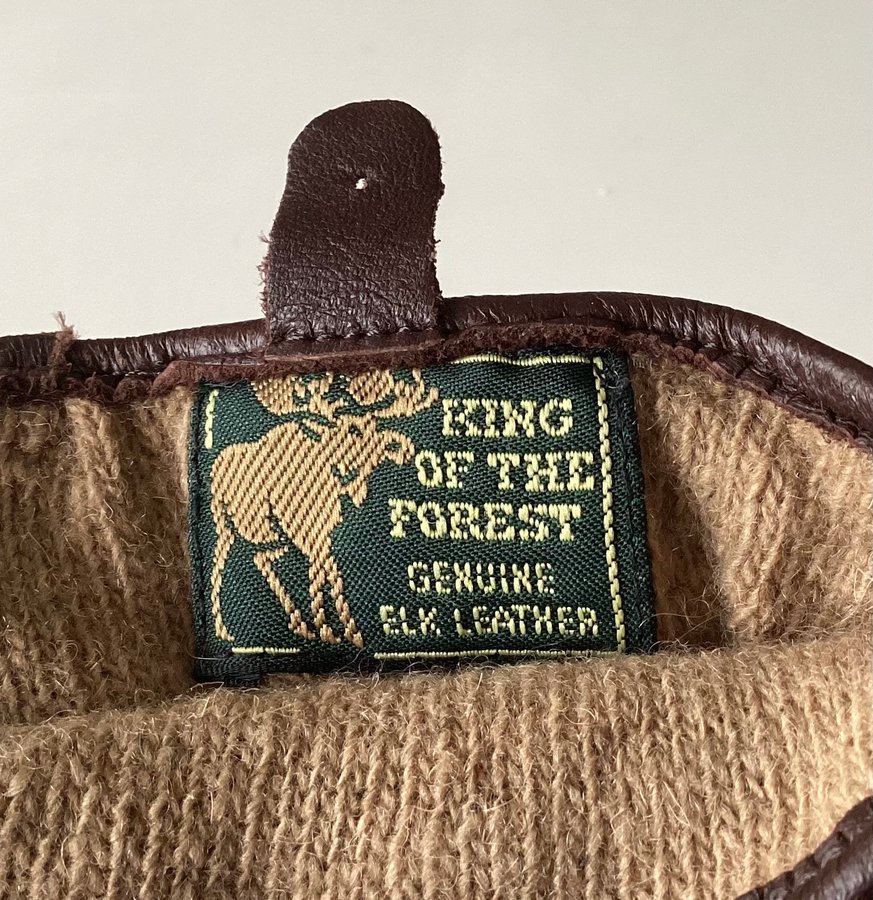 KING
OF THE
FOREST
GENUINE
ELK LEATHER